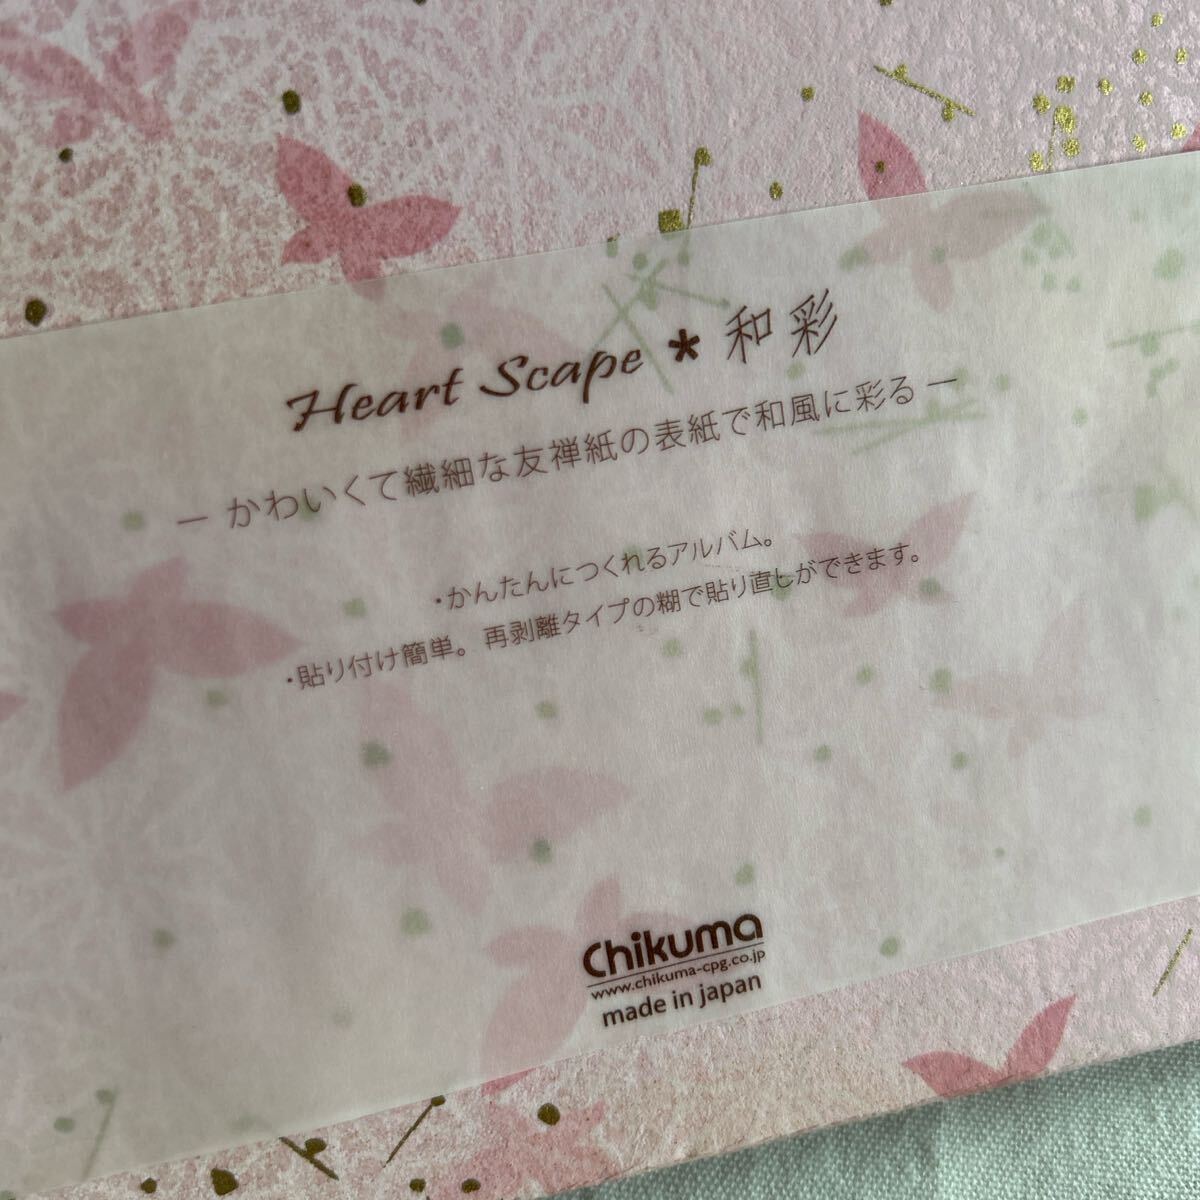 Heart Scape * 和彩
― かわいくて繊細な友禅紙の表紙で和風に彩る ―
・かんたんにつくれるアルバム。
・貼り付け簡単。再剥離タイプの糊で貼り直しができます。
Chikuma
www.chikuma-cpg.co.jp
made in japan